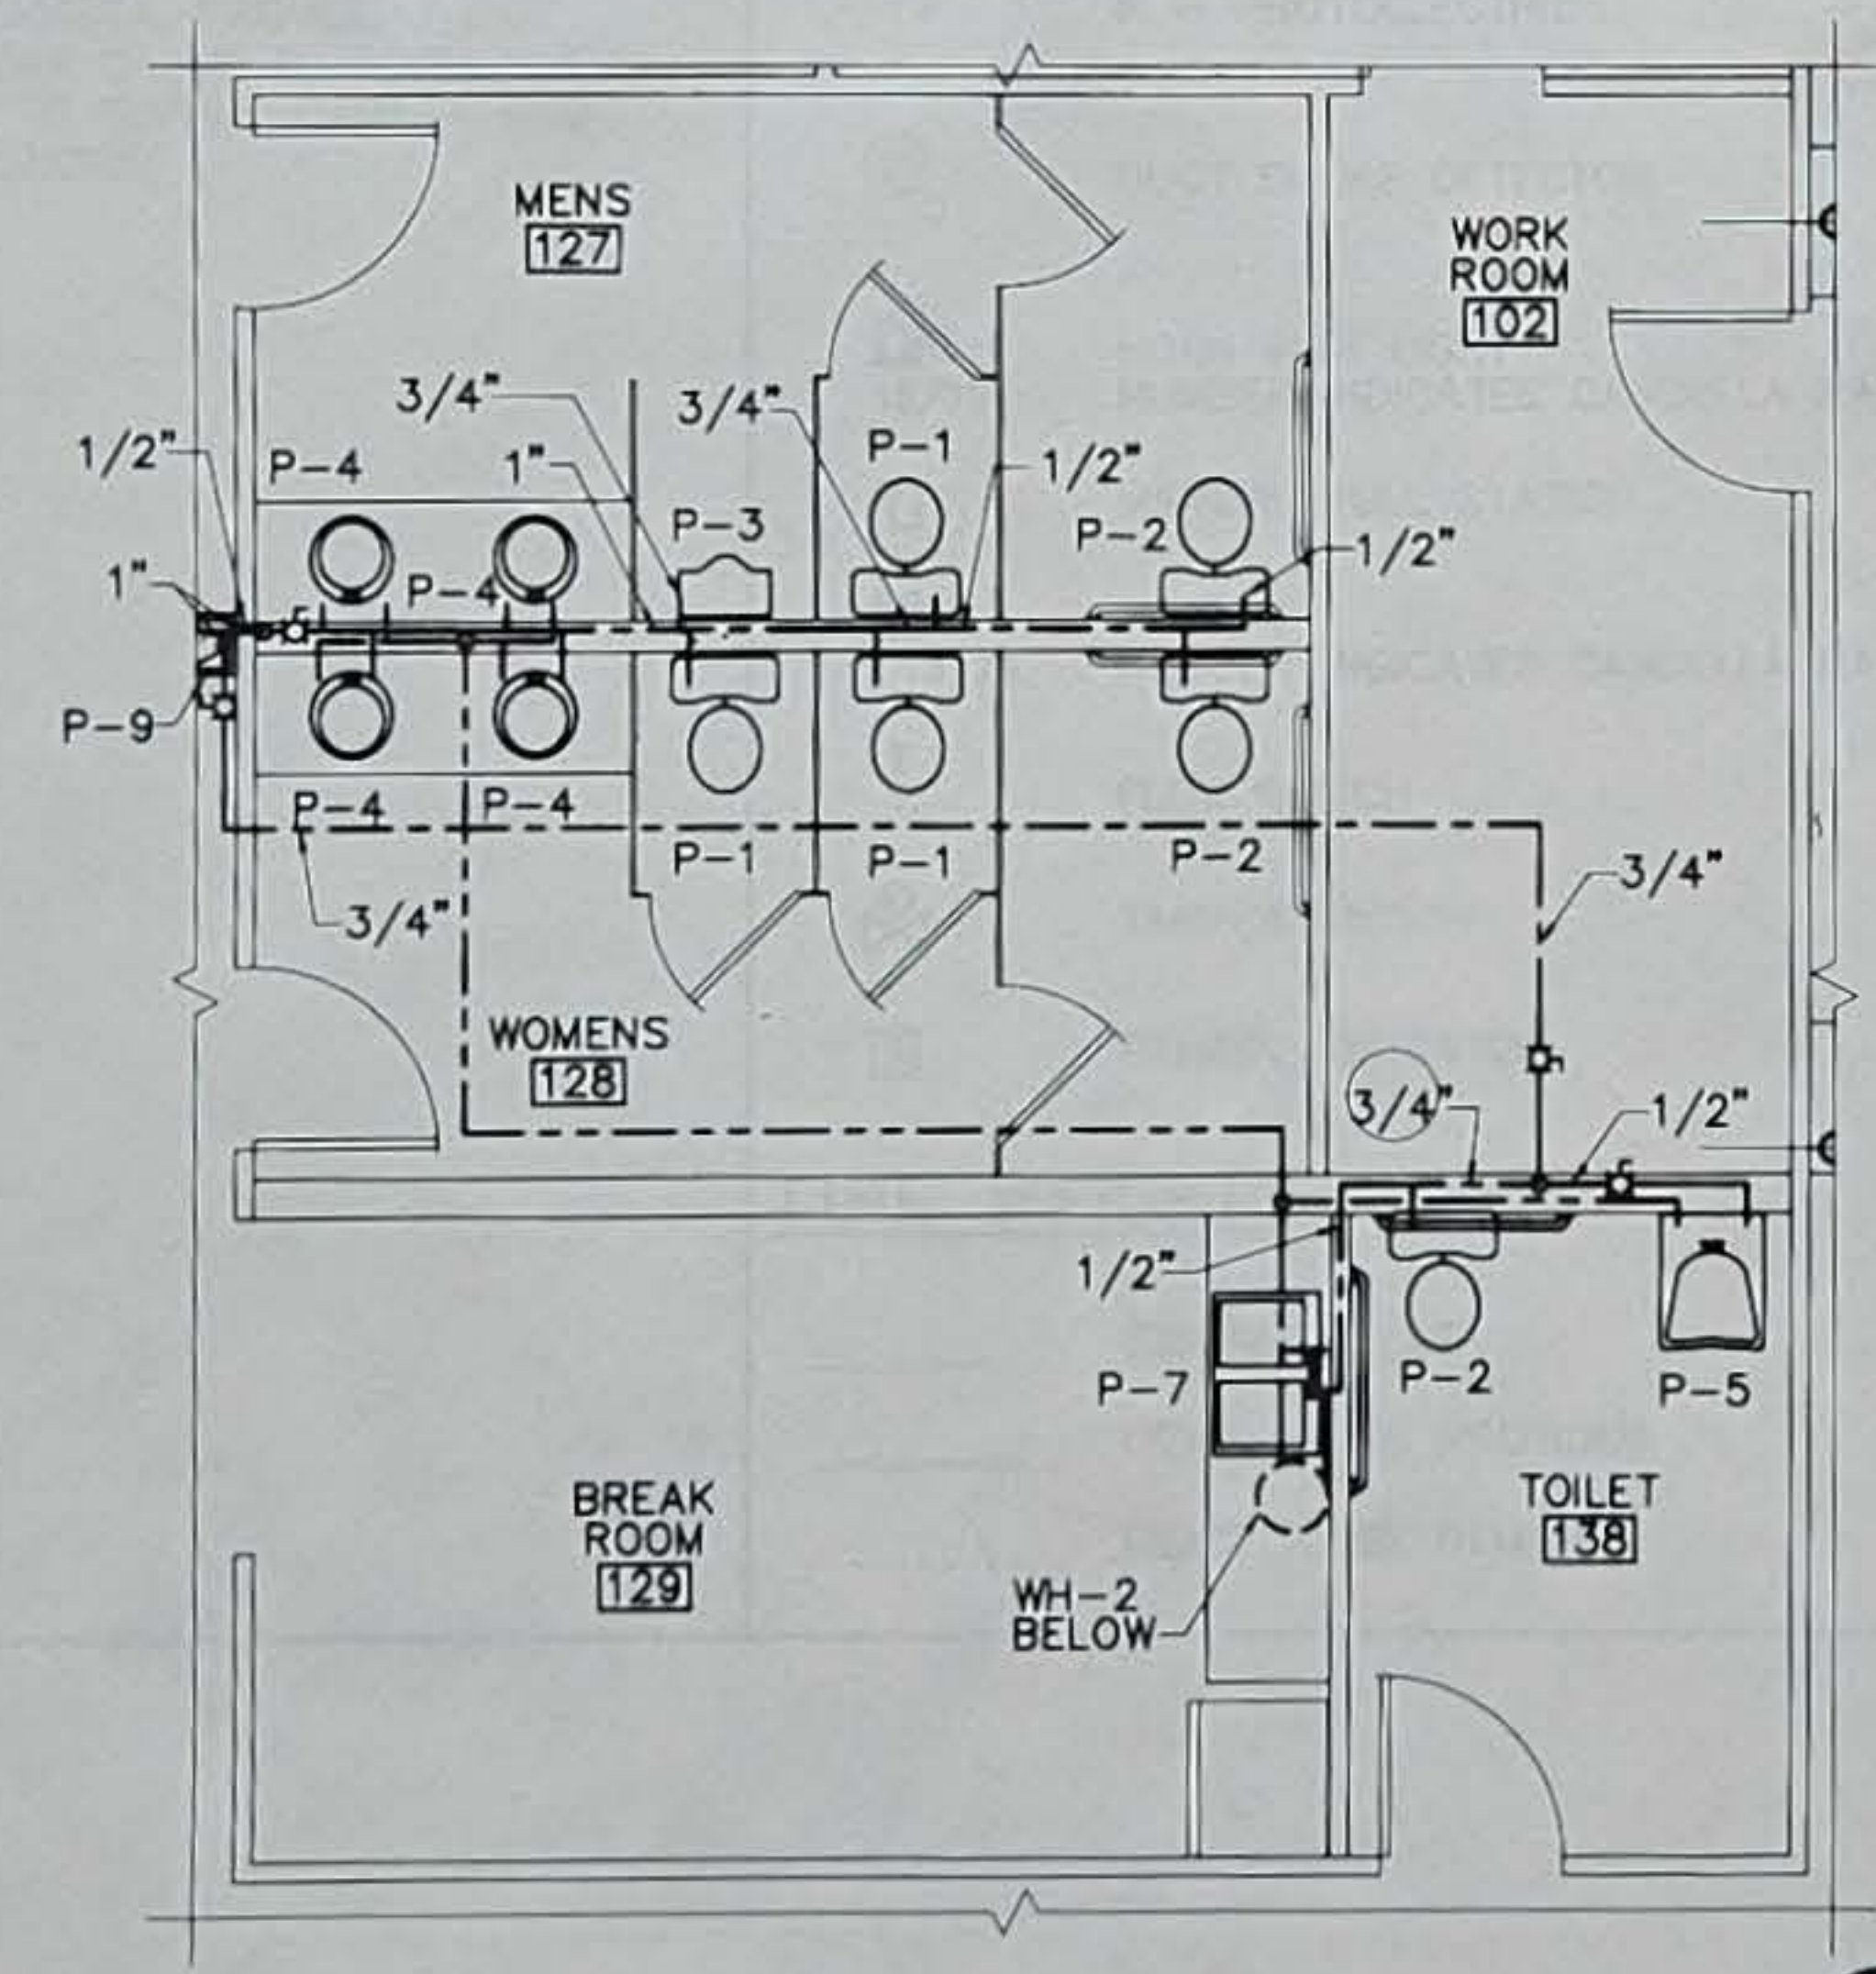 MENS
127
WORK
ROOM
102
3/4"
3/4"
P-1
1/2"
P-4
1"
1/2"
P-3
P-2
1/2"
1"
P-4
P-9
P-4
P-4
P-1
P-1
P-2
3/4"
3/4"
WOMENS
128
3/4"
1/2"
1/2"
P-7
P-2
P-5
BREAK
ROOM
129
TOILET
138
WH-2
BELOW